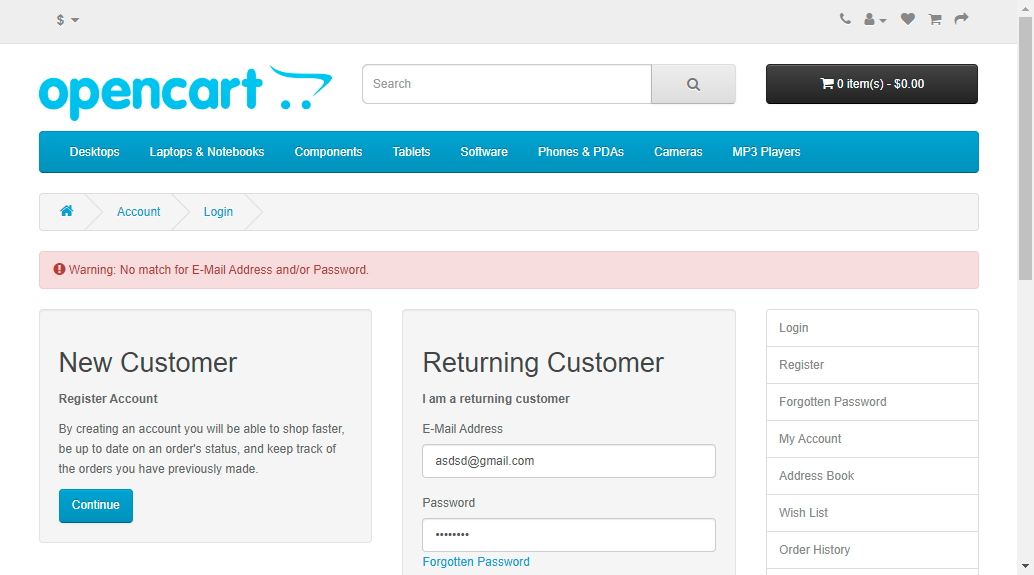 $
opencart
Search
0 item(s) - $0.00
Desktops Laptops & Notebooks Components Tablets Software Phones & PDAs Cameras MP3 Players
Account Login
Warning: No match for E-Mail Address and/or Password.
New Customer
Register Account
By creating an account you will be able to shop faster,
be up to date on an order's status, and keep track of
the orders you have previously made.
Continue
Returning Customer
I am a returning customer
E-Mail Address
asdsd@gmail.com
Password
••••••••
Forgotten Password
Login
Register
Forgotten Password
My Account
Address Book
Wish List
Order History